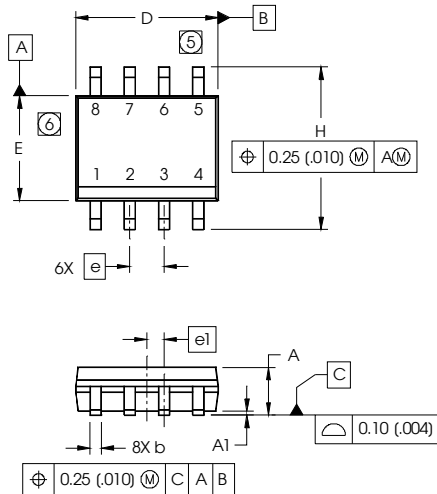 D
B
5
A
8 7 6 5
6
E
H
⌖ 0.25 (.010) Ⓜ AⓂ
1 2 3 4
6X e
e1
A
C
8X b
A1
⌓ 0.10 (.004)
⌖ 0.25 (.010) Ⓜ C A B